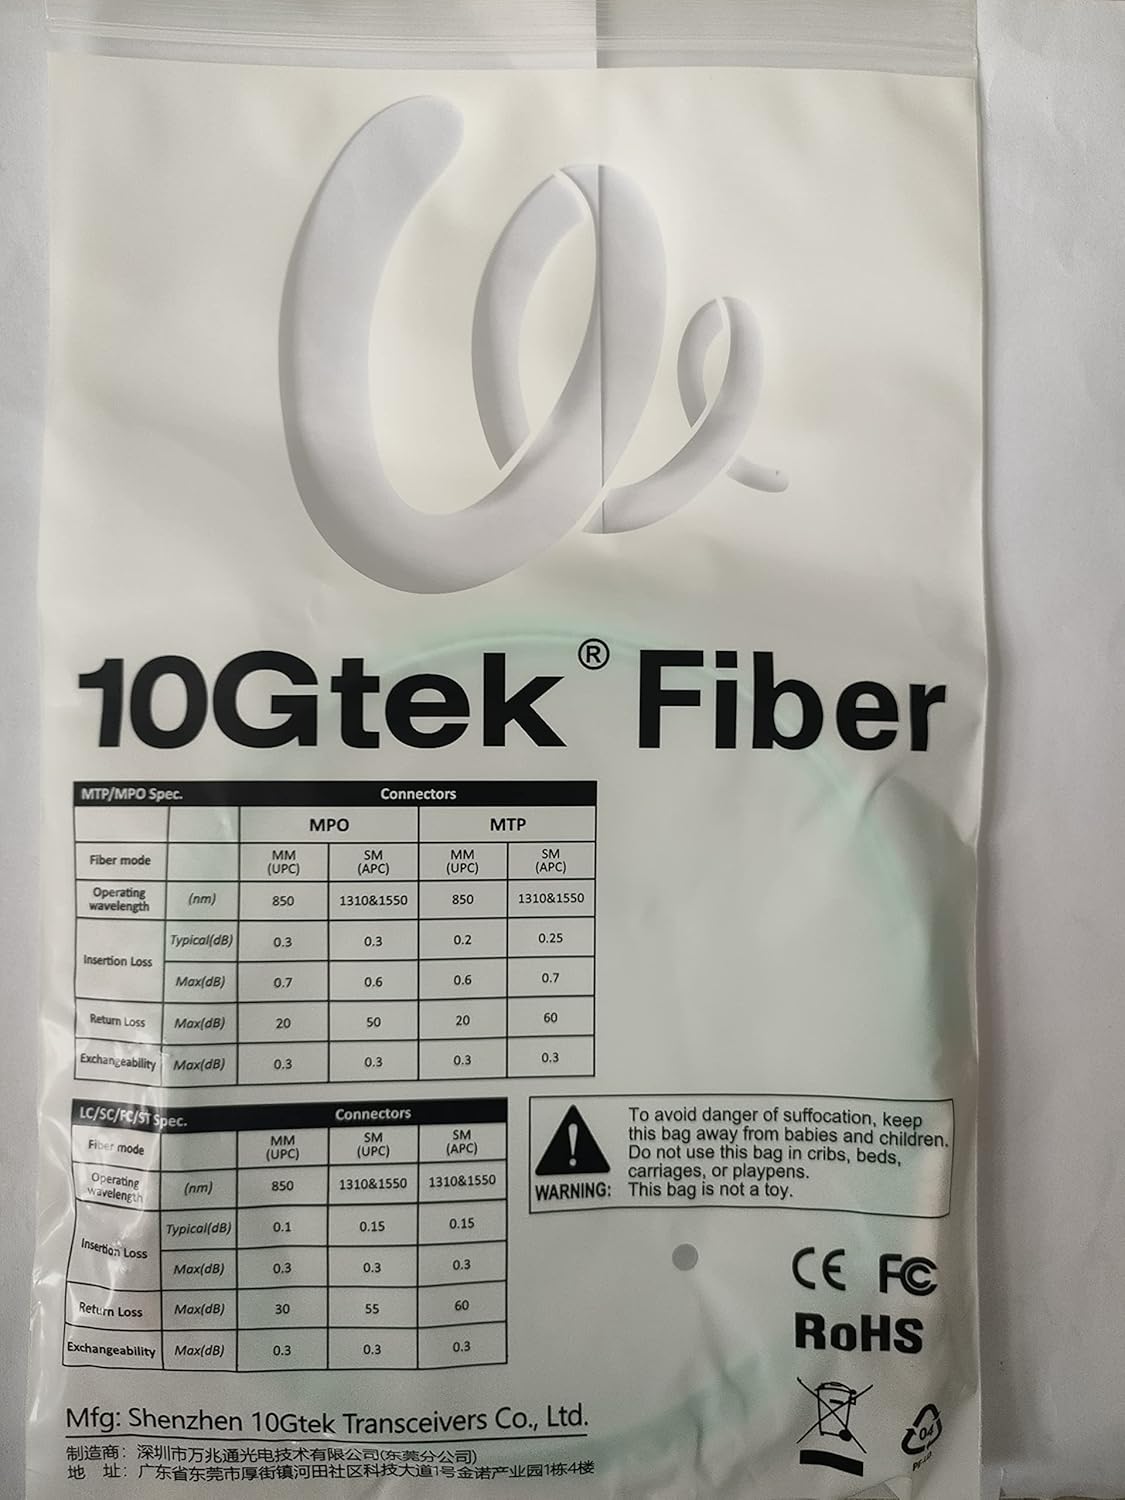 10Gtek® Fiber
MTP/MPO Spec. Connectors
MPO MTP
Fiber mode MM (UPC) SM (APC) MM (UPC) SM (APC)
Operating wavelength (nm) 850 1310&1550 850 1310&1550
Insertion Loss Typical(dB) 0.3 0.3 0.2 0.25
Max(dB) 0.7 0.6 0.6 0.7
Return Loss Max(dB) 20 50 20 60
Exchangeability Max(dB) 0.3 0.3 0.3 0.3
LC/SC/FC/ST Spec. Connectors
Fiber mode MM (UPC) SM (UPC) SM (APC)
Operating wavelength (nm) 850 1310&1550 1310&1550
Insertion Loss Typical(dB) 0.1 0.15 0.15
Max(dB) 0.3 0.3 0.3
Return Loss Max(dB) 30 55 60
Exchangeability Max(dB) 0.3 0.3 0.3
To avoid danger of suffocation, keep
this bag away from babies and children.
Do not use this bag in cribs, beds,
carriages, or playpens.
WARNING: This bag is not a toy.
CE FC
RoHS
04
Mfg: Shenzhen 10Gtek Transceivers Co., Ltd.
制造商：深圳市万兆通光电技术有限公司(东莞分公司)
地 址：广东省东莞市厚街镇河田社区科技大道1号金诺产业园1栋4楼